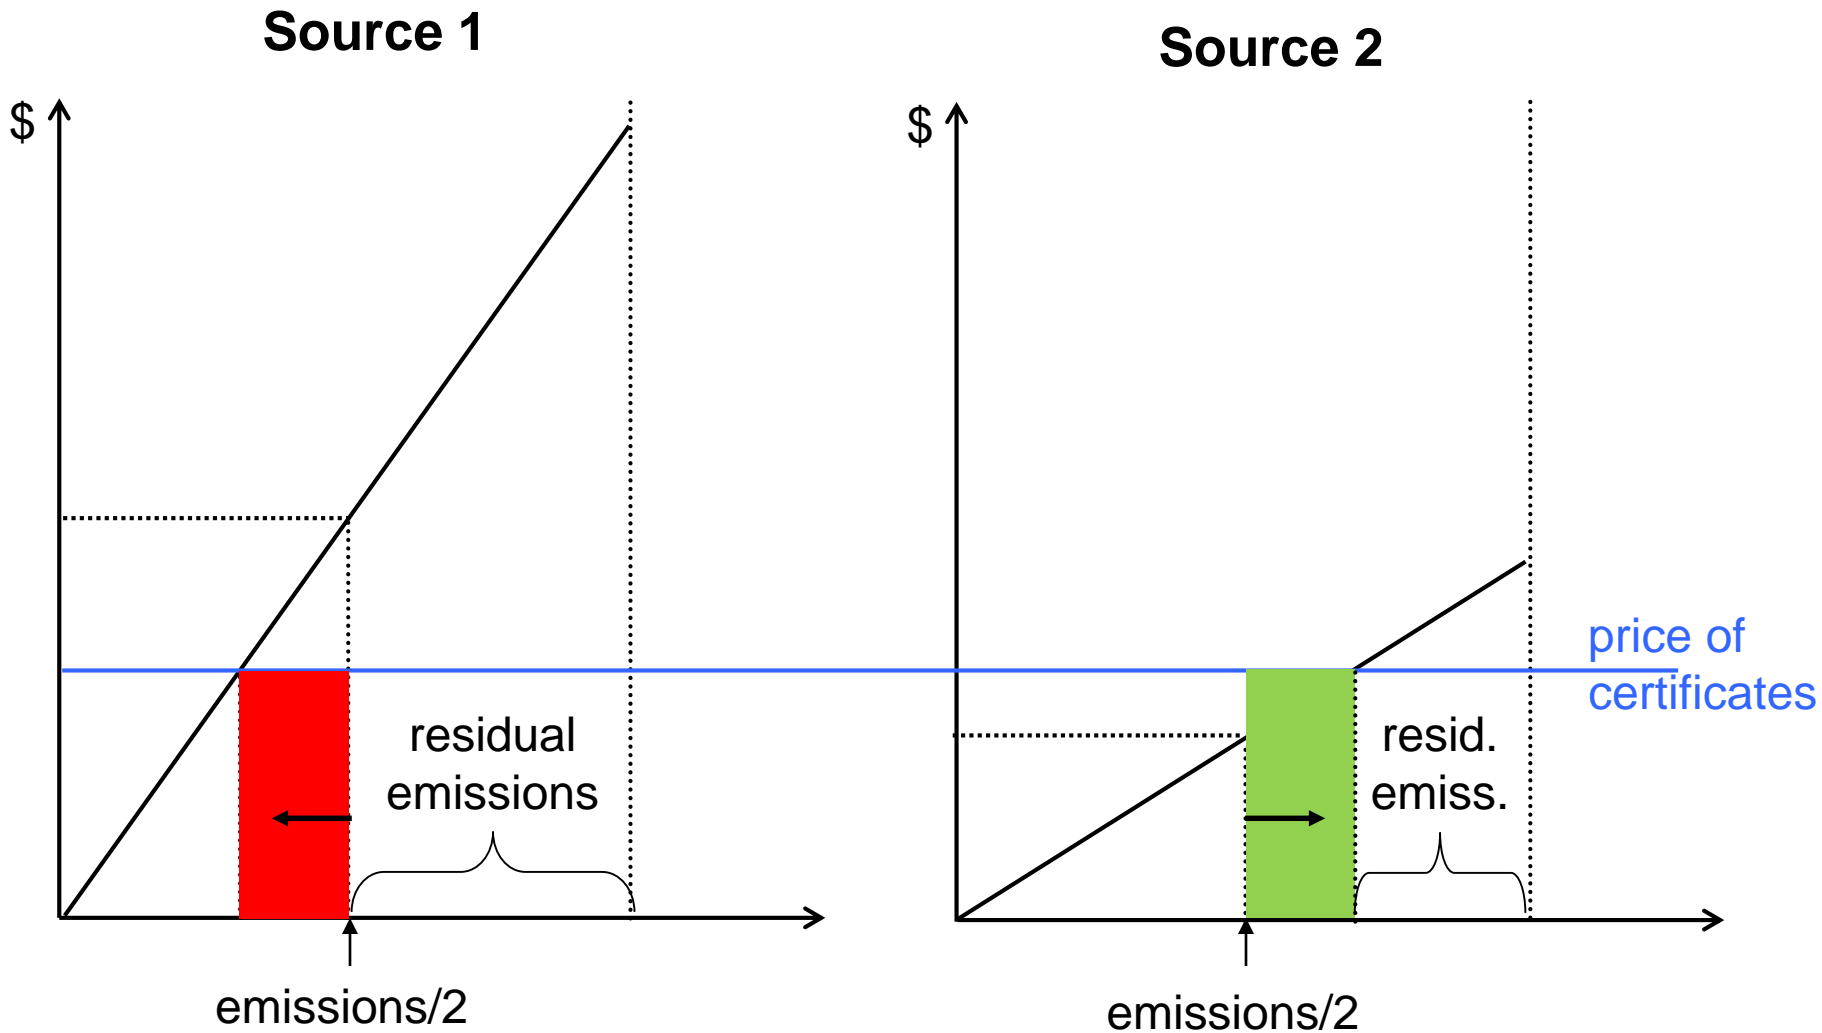 Source 1
Source 2
$
$
price of
certificates
residual
emissions
resid.
emiss.
emissions/2
emissions/2